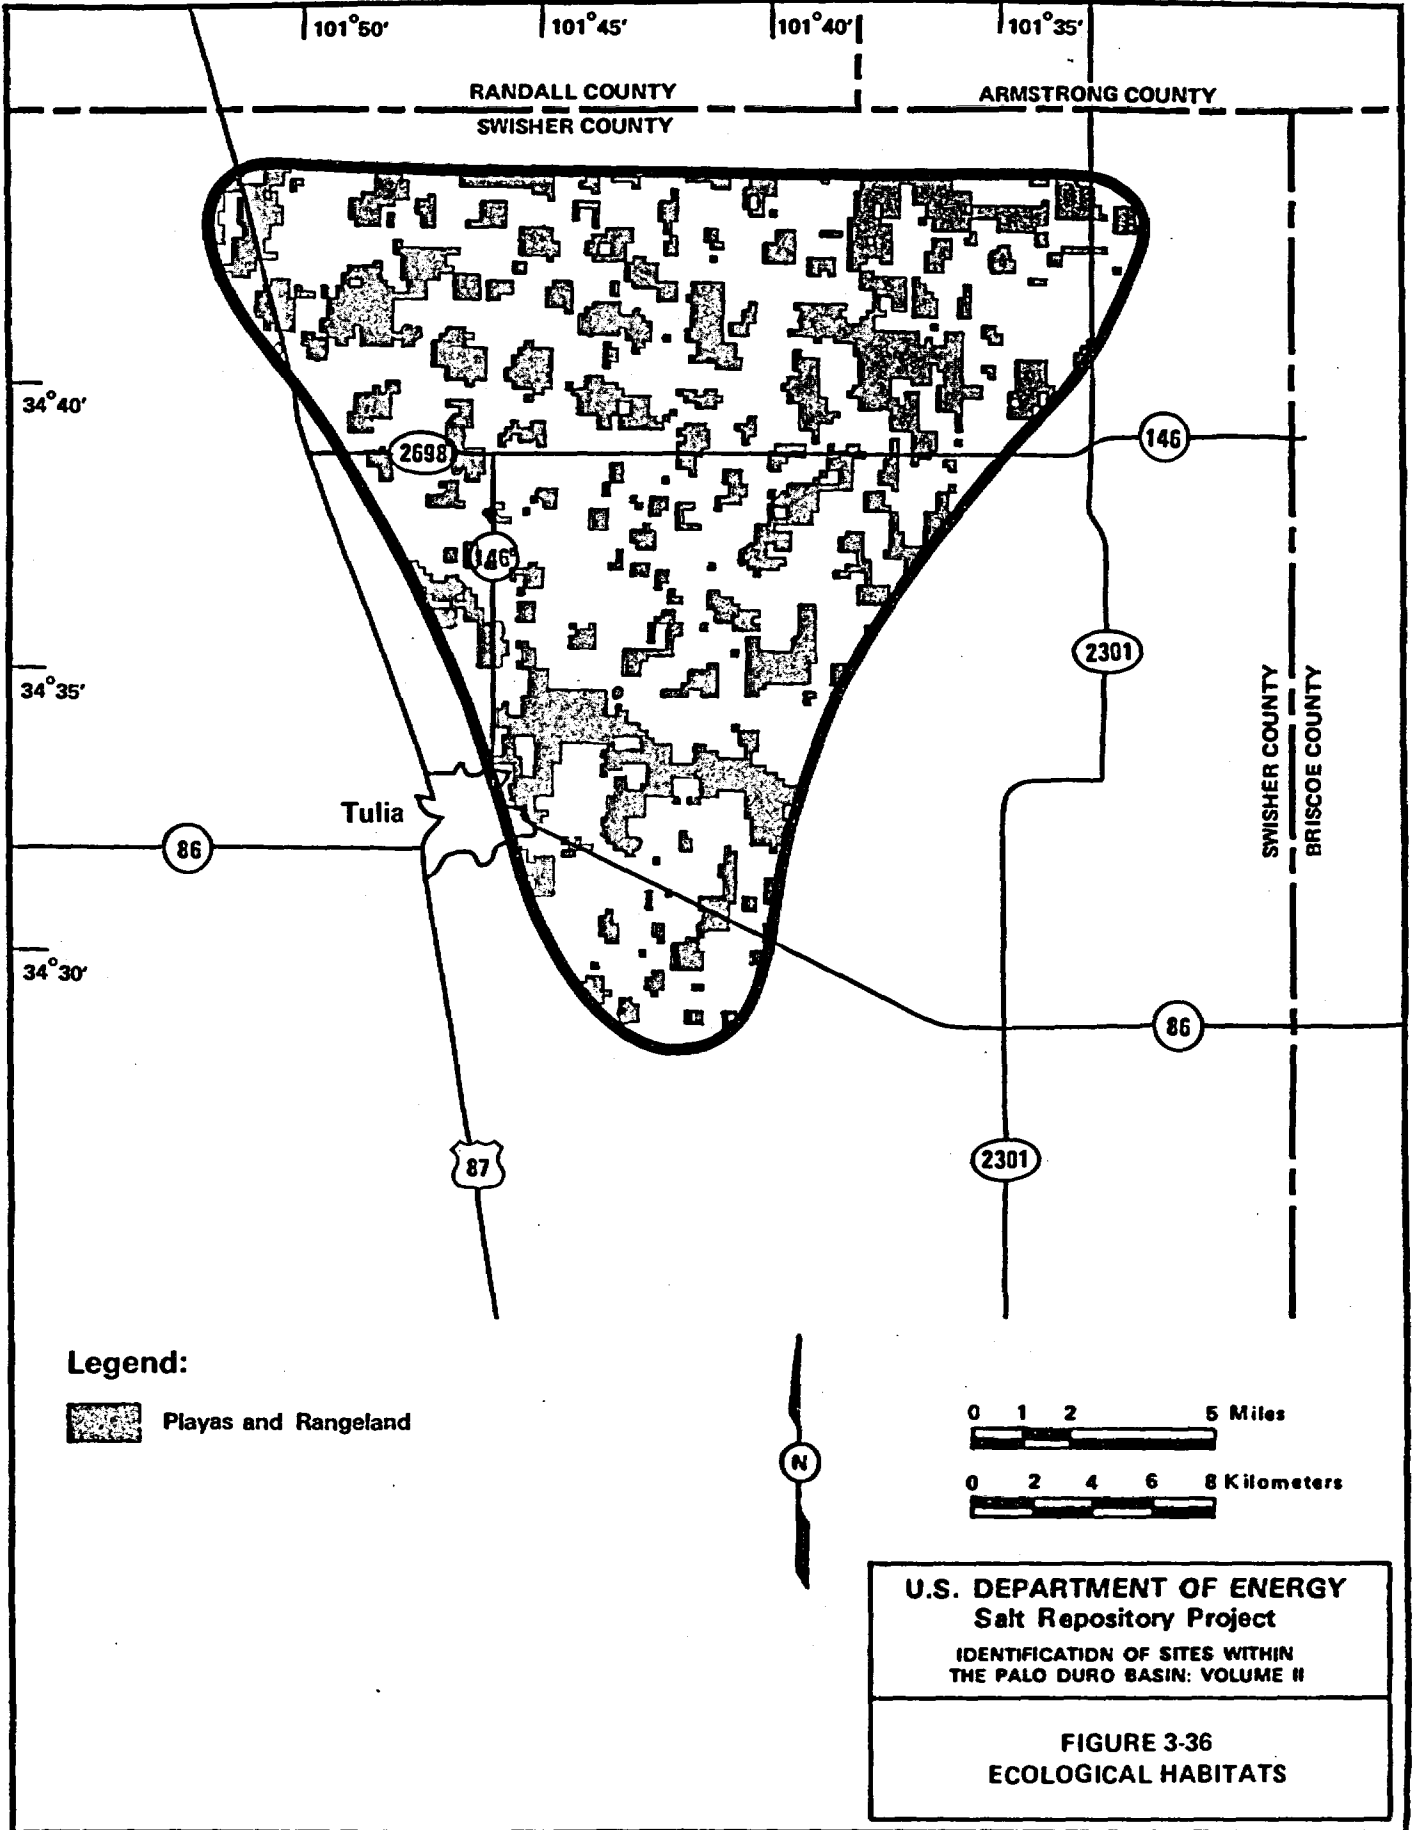 101°50'
101°45'
101°40'
101°35'
RANDALL COUNTY
ARMSTRONG COUNTY
SWISHER COUNTY
34°40'
2698
146
146
34°35'
2301
SWISHER COUNTY
BRISCOE COUNTY
Tulia
86
34°30'
86
87
2301
Legend:
Playas and Rangeland
N
0 1 2 5 Miles
0 2 4 6 8 Kilometers
U.S. DEPARTMENT OF ENERGY
Salt Repository Project
IDENTIFICATION OF SITES WITHIN
THE PALO DURO BASIN: VOLUME II
FIGURE 3-36
ECOLOGICAL HABITATS